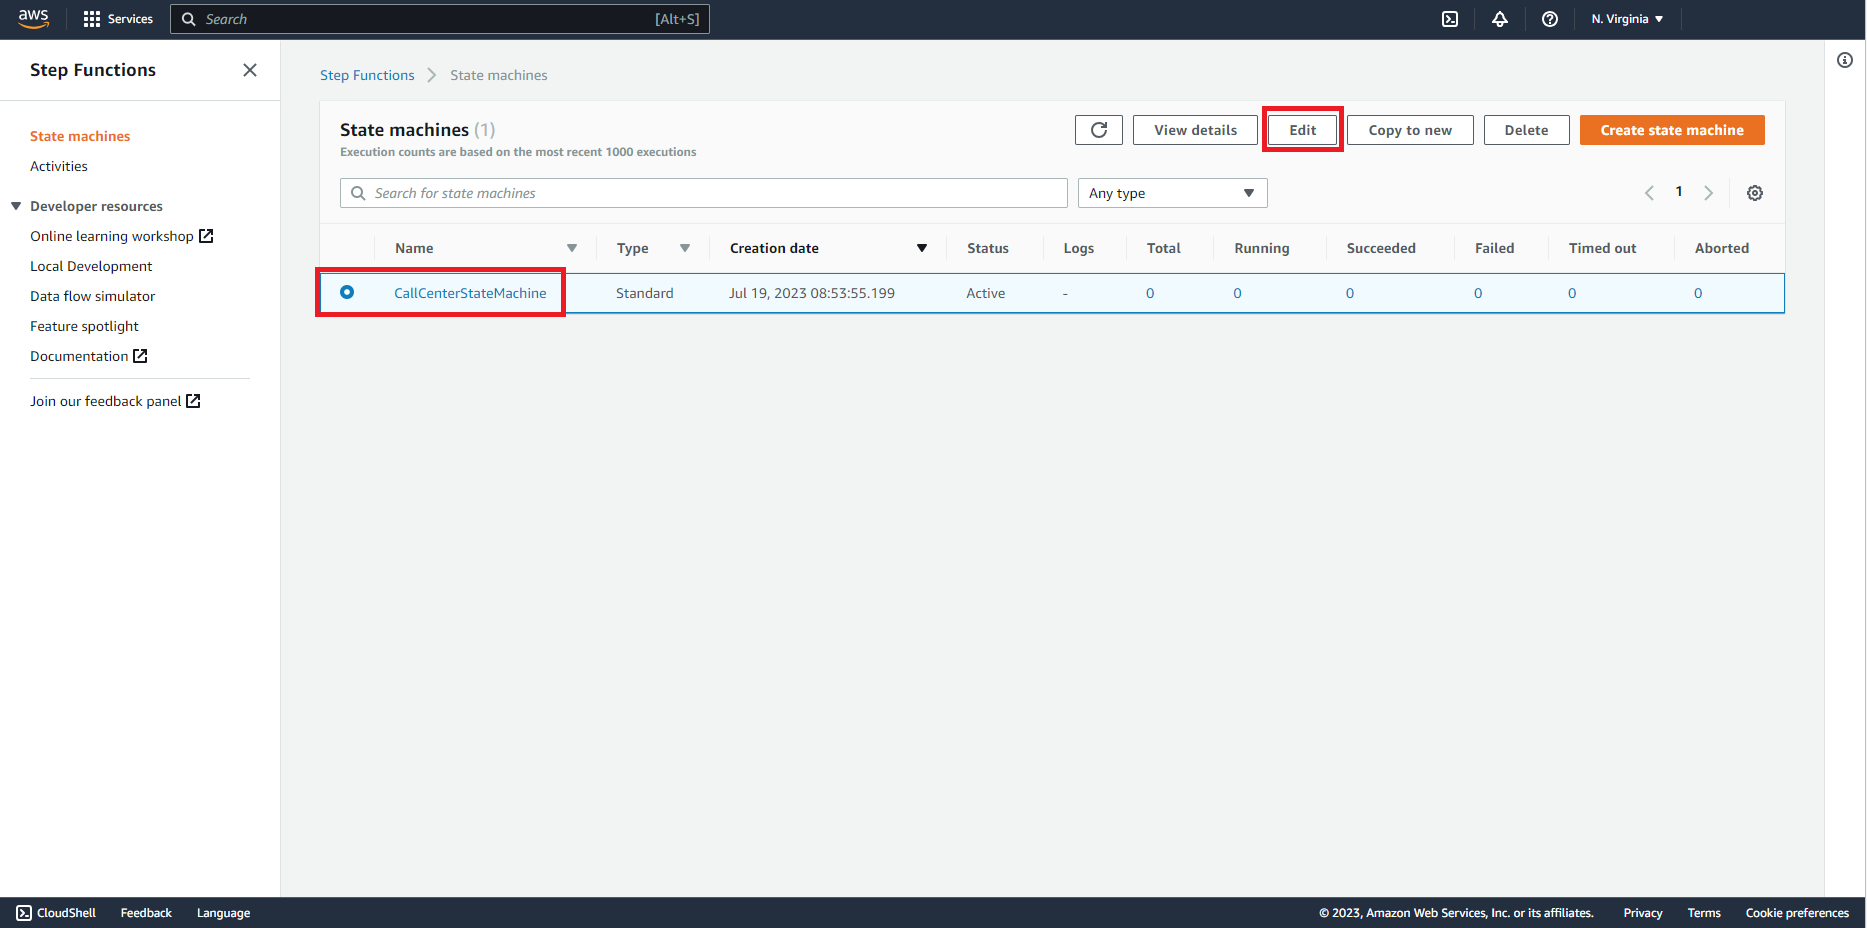 aws Services Search [Alt+S] N. Virginia
Step Functions
State machines
Activities
Developer resources
Online learning workshop
Local Development
Data flow simulator
Feature spotlight
Documentation
Join our feedback panel
Step Functions State machines
State machines (1)
Execution counts are based on the most recent 1000 executions
View details Edit Copy to new Delete Create state machine
Search for state machines Any type 1
Name Type Creation date Status Logs Total Running Succeeded Failed Timed out Aborted
CallCenterStateMachine Standard Jul 19, 2023 08:53:55.199 Active - 0 0 0 0 0 0
CloudShell Feedback Language © 2023, Amazon Web Services, Inc. or its affiliates. Privacy Terms Cookie preferences